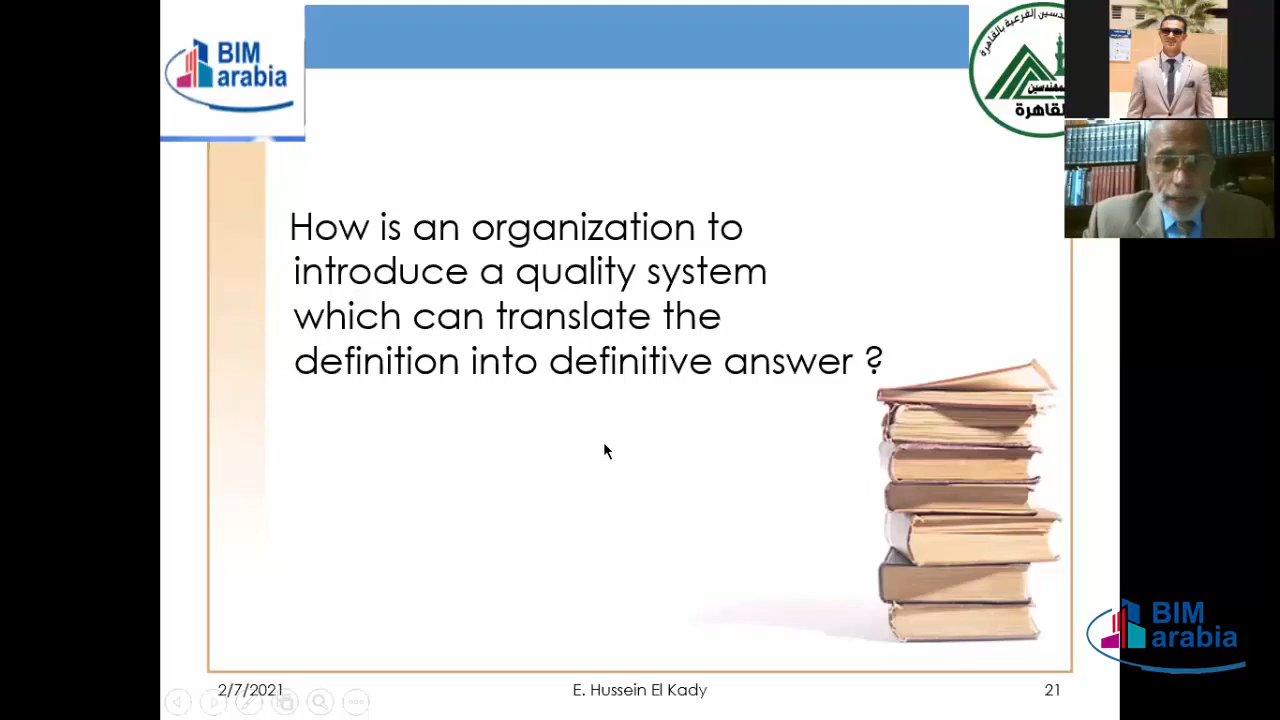 BIM
arabia
القاهرة
How is an organization to
introduce a quality system
which can translate the
definition into definitive answer ?
2/7/2021
E. Hussein El Kady
21
BIM
arabia